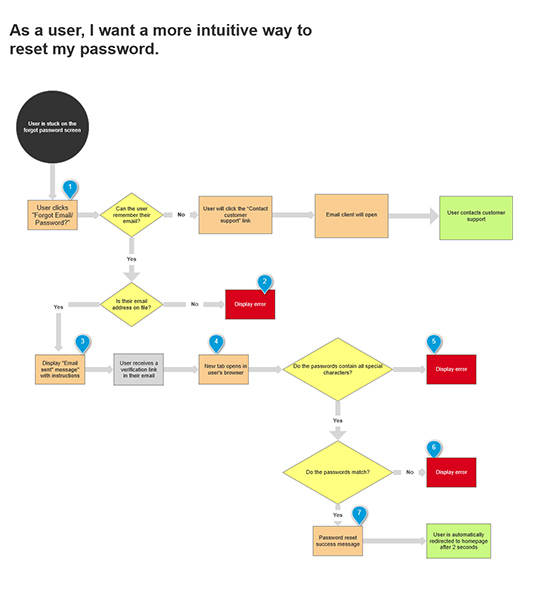 As a user, I want a more intuitive way to
reset my password.
User is stuck on the
forgot password screen
1
User clicks
"Forgot Email/
Password?"
Can the user
remember their
email?
No
User will click the "Contact
customer
support" link
Email client will open
User contacts customer
support
Yes
Is their email
address on file?
No
2
Display error
Yes
3
Display "Email
sent" message"
with instructions
User receives a
verification link
in their email
4
New tab opens in
user's browser
Do the passwords contain all special
characters?
5
Display error
Yes
Do the passwords match?
No
6
Display error
Yes
7
Password reset
success message
User is automatically
redirected to homepage
after 2 seconds